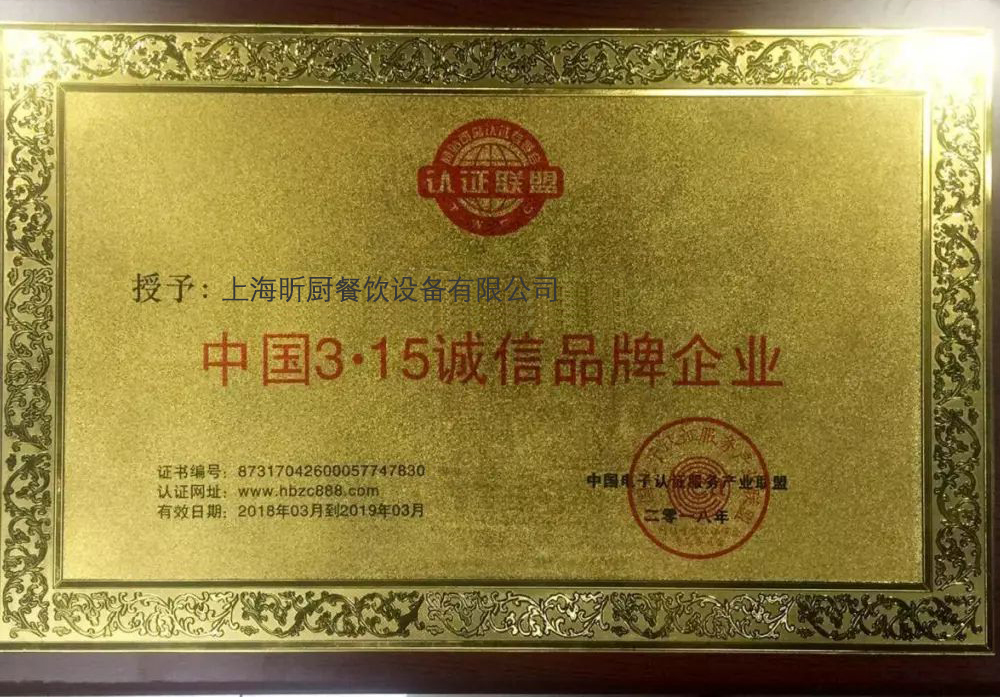 认证联盟
授予：上海昕厨餐饮设备有限公司
中国3·15诚信品牌企业
证书编号：87317042600057747830
认证网址：www.hbzc888.com
有效日期：2018年03月到2019年03月
中国电子认证服务产业联盟
二零一八年